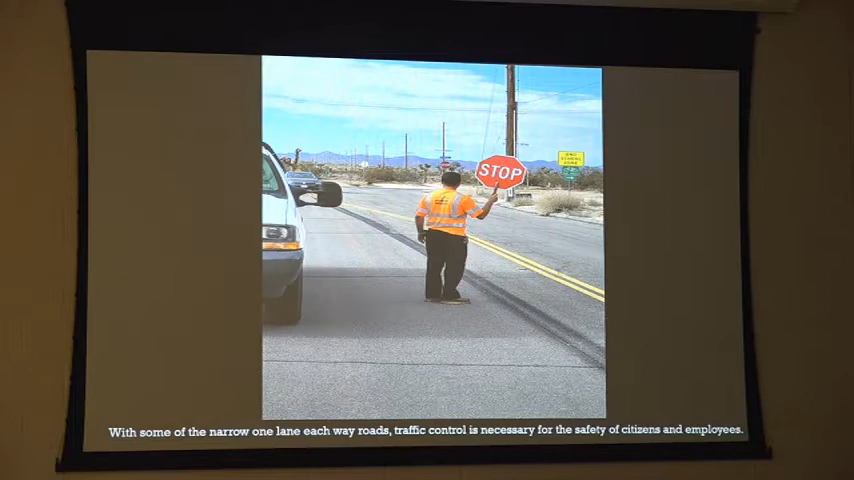 STOP
END
SCHOOL
ZONE
With some of the narrow one lane each way roads, traffic control is necessary for the safety of citizens and employees.